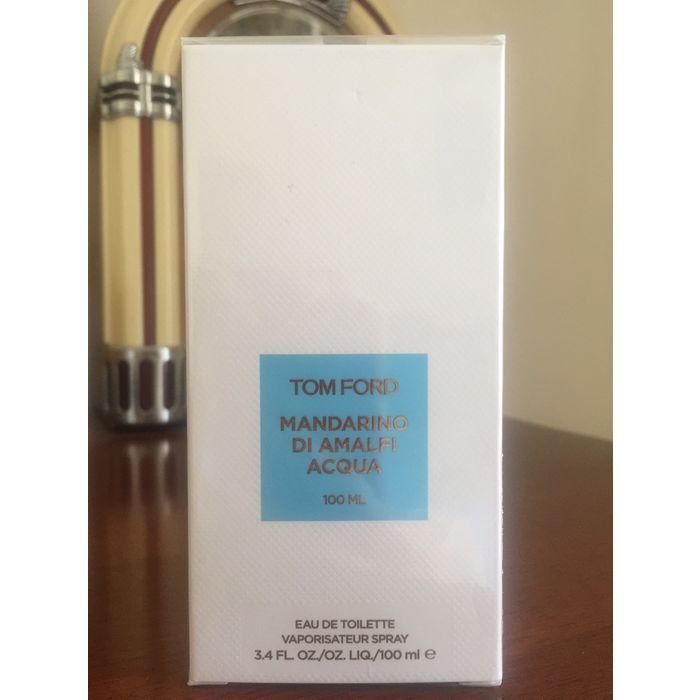 TOM FORD
MANDARINO
DI AMALFI
ACQUA
100 ML
EAU DE TOILETTE
VAPORISATEUR SPRAY
3.4 FL. OZ./OZ. LIQ./100 ml ℮